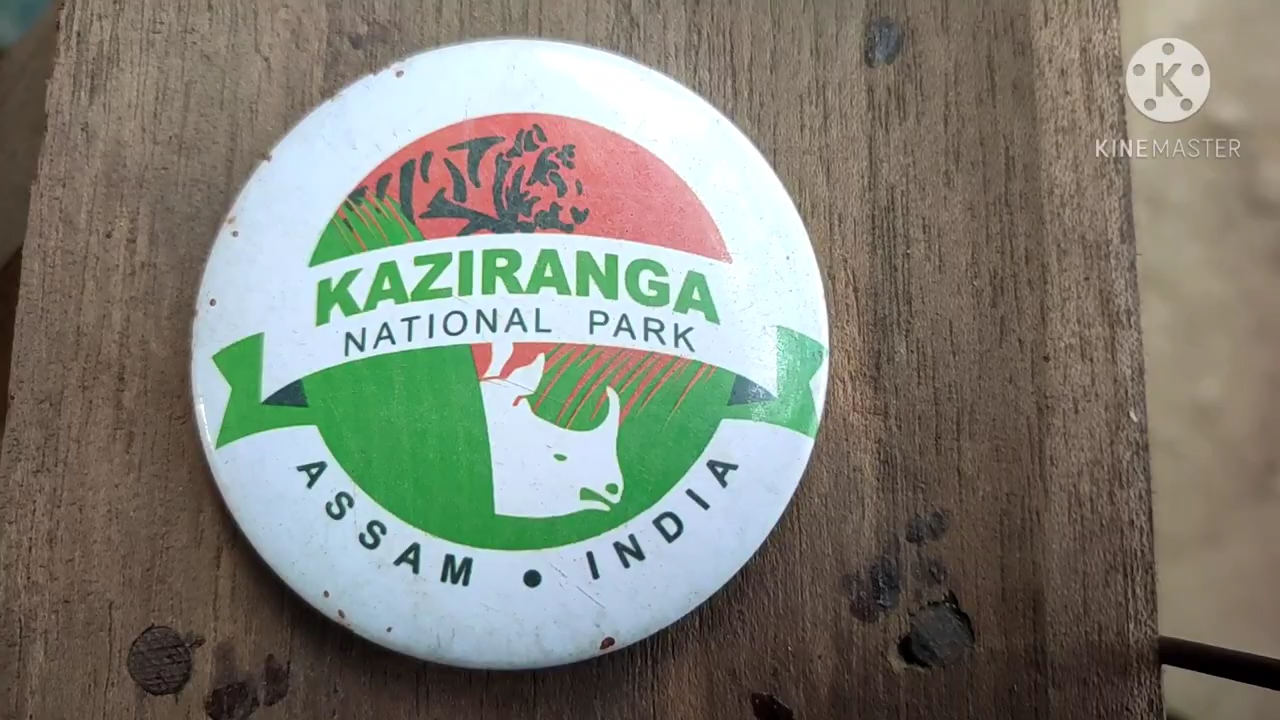 KAZIRANGA
NATIONAL PARK
ASSAM • INDIA
K
KINEMASTER